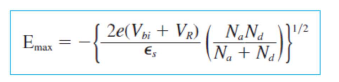 E_max = -{ 2e(V_bi + V_R) / ϵ_s ( N_a N_d / N_a + N_d ) }^1/2